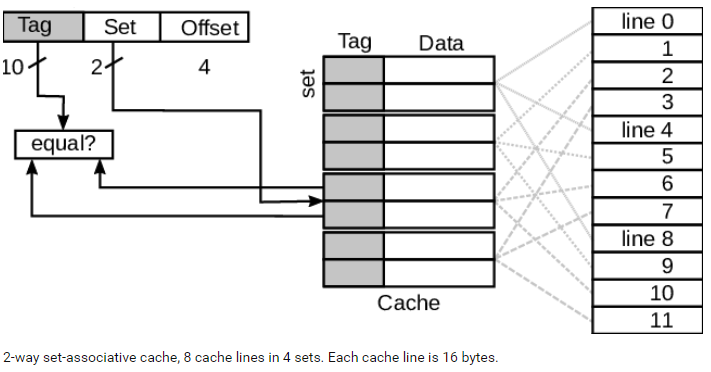 Tag Set Offset
10 2 4
equal?
set
Tag Data
Cache
line 0
1
2
3
line 4
5
6
7
line 8
9
10
11
2-way set-associative cache, 8 cache lines in 4 sets. Each cache line is 16 bytes.